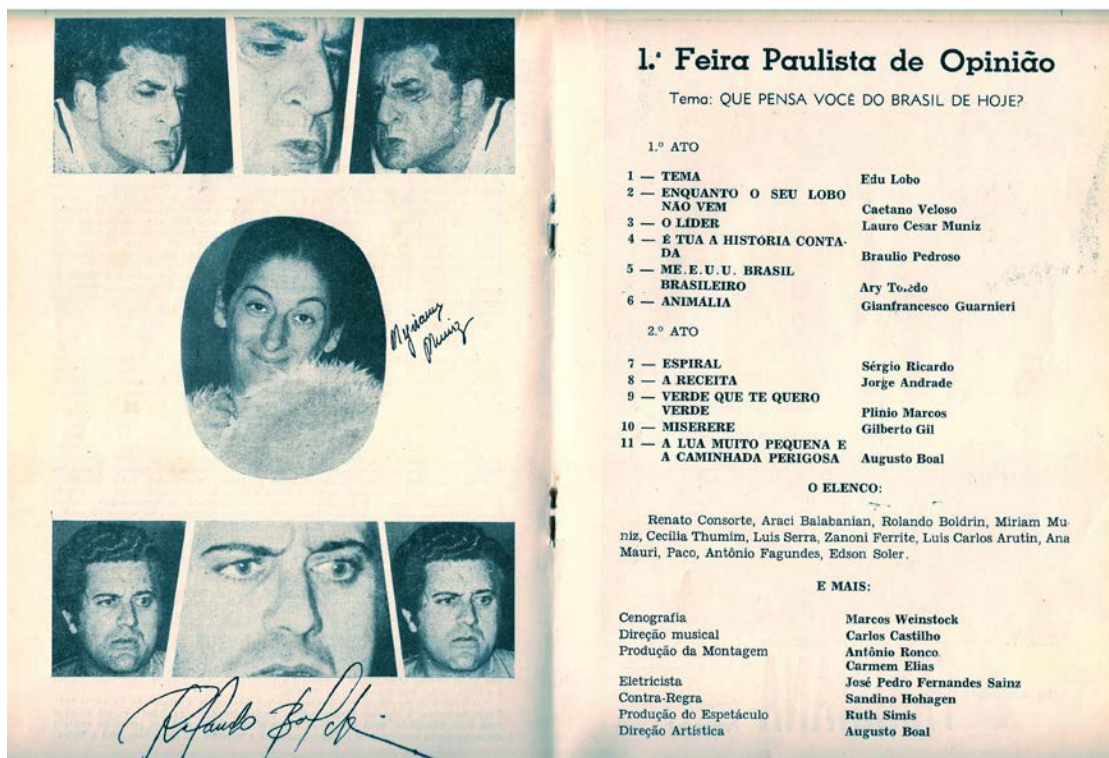 Myriam
Muniz
Rolando Bold
1.ª Feira Paulista de Opinião
Tema: QUE PENSA VOCÊ DO BRASIL DE HOJE?
1.º ATO
1 — TEMA Edu Lobo
2 — ENQUANTO O SEU LOBO
NÃO VEM Caetano Veloso
3 — O LÍDER Lauro Cesar Muniz
4 — É TUA A HISTÓRIA CONTA-
DA Braulio Pedroso
5 — ME.E.U.U. BRASIL
BRASILEIRO Ary Toledo
6 — ANIMÁLIA Gianfrancesco Guarnieri
2.º ATO
7 — ESPIRAL Sérgio Ricardo
8 — A RECEITA Jorge Andrade
9 — VERDE QUE TE QUERO
VERDE Plinio Marcos
10 — MISERERE Gilberto Gil
11 — A LUA MUITO PEQUENA E
A CAMINHADA PERIGOSA Augusto Boal
O ELENCO:
Renato Consorte, Araci Balabanian, Rolando Boldrin, Miriam Mu-
niz, Cecília Thumim, Luis Serra, Zanoni Ferrite, Luis Carlos Arutin, Ana
Mauri, Paco, Antônio Fagundes, Edson Soler.
E MAIS:
Cenografia Marcos Weinstock
Direção musical Carlos Castilho
Produção da Montagem Antônio Ronco.
Carmem Elias
Eletricista José Pedro Fernandes Sainz
Contra-Regra Sandino Hohagen
Produção do Espetáculo Ruth Simis
Direção Artística Augusto Boal